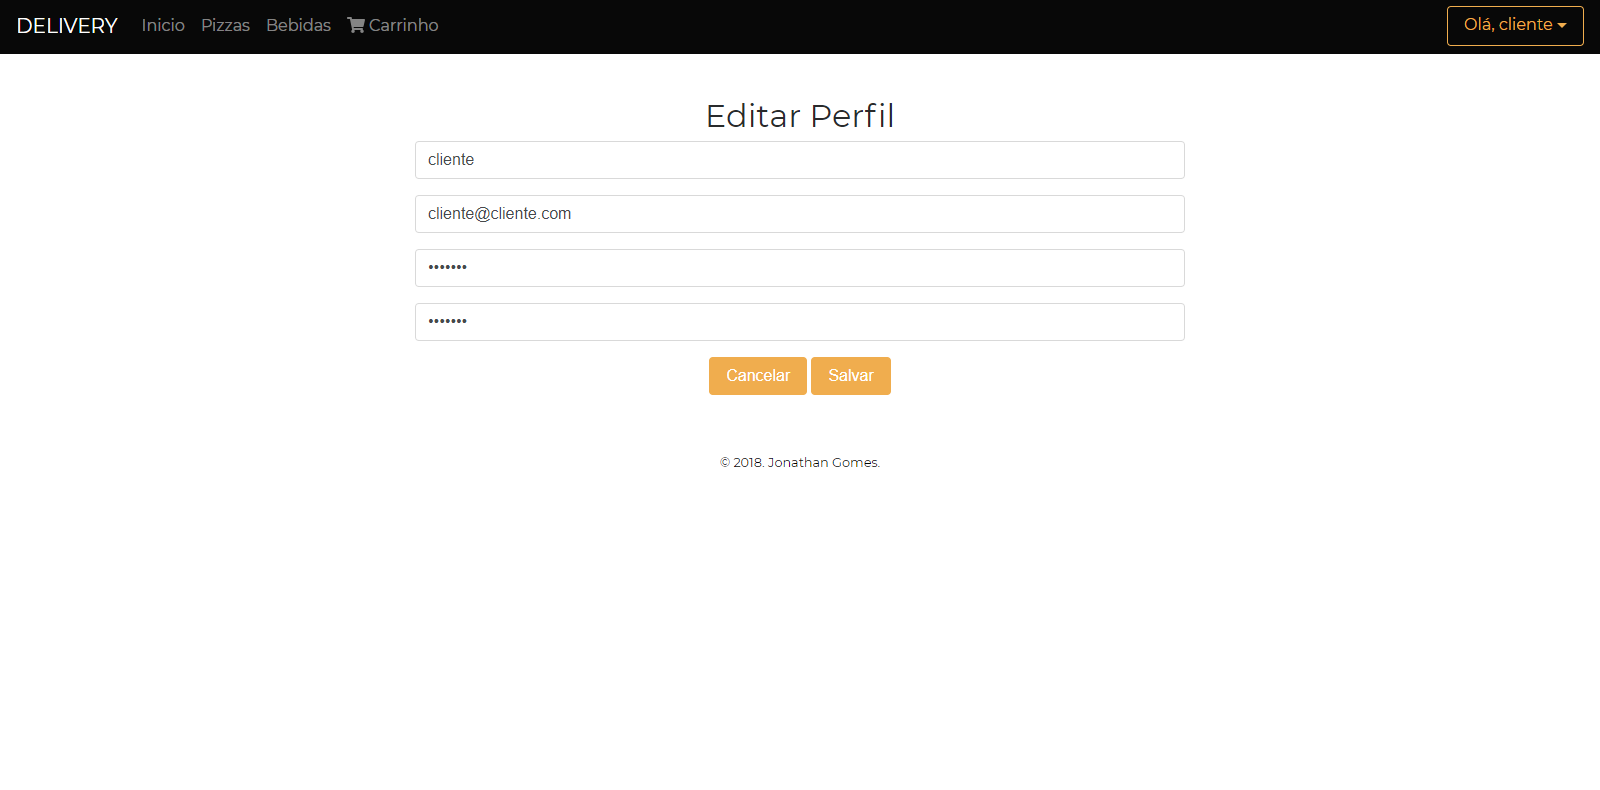 DELIVERY Inicio Pizzas Bebidas Carrinho Olá, cliente
Editar Perfil
cliente
cliente@cliente.com
•••••••
•••••••
Cancelar Salvar
© 2018. Jonathan Gomes.